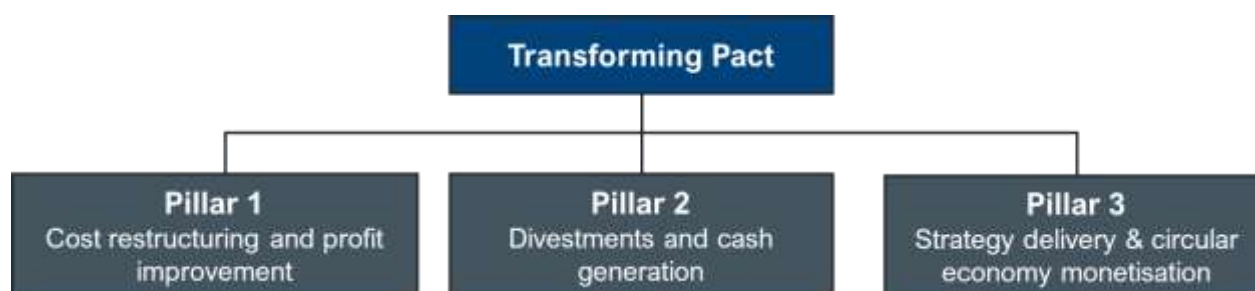 Transforming Pact
Pillar 1
Cost restructuring and profit
improvement
Pillar 2
Divestments and cash
generation
Pillar 3
Strategy delivery & circular
economy monetisation